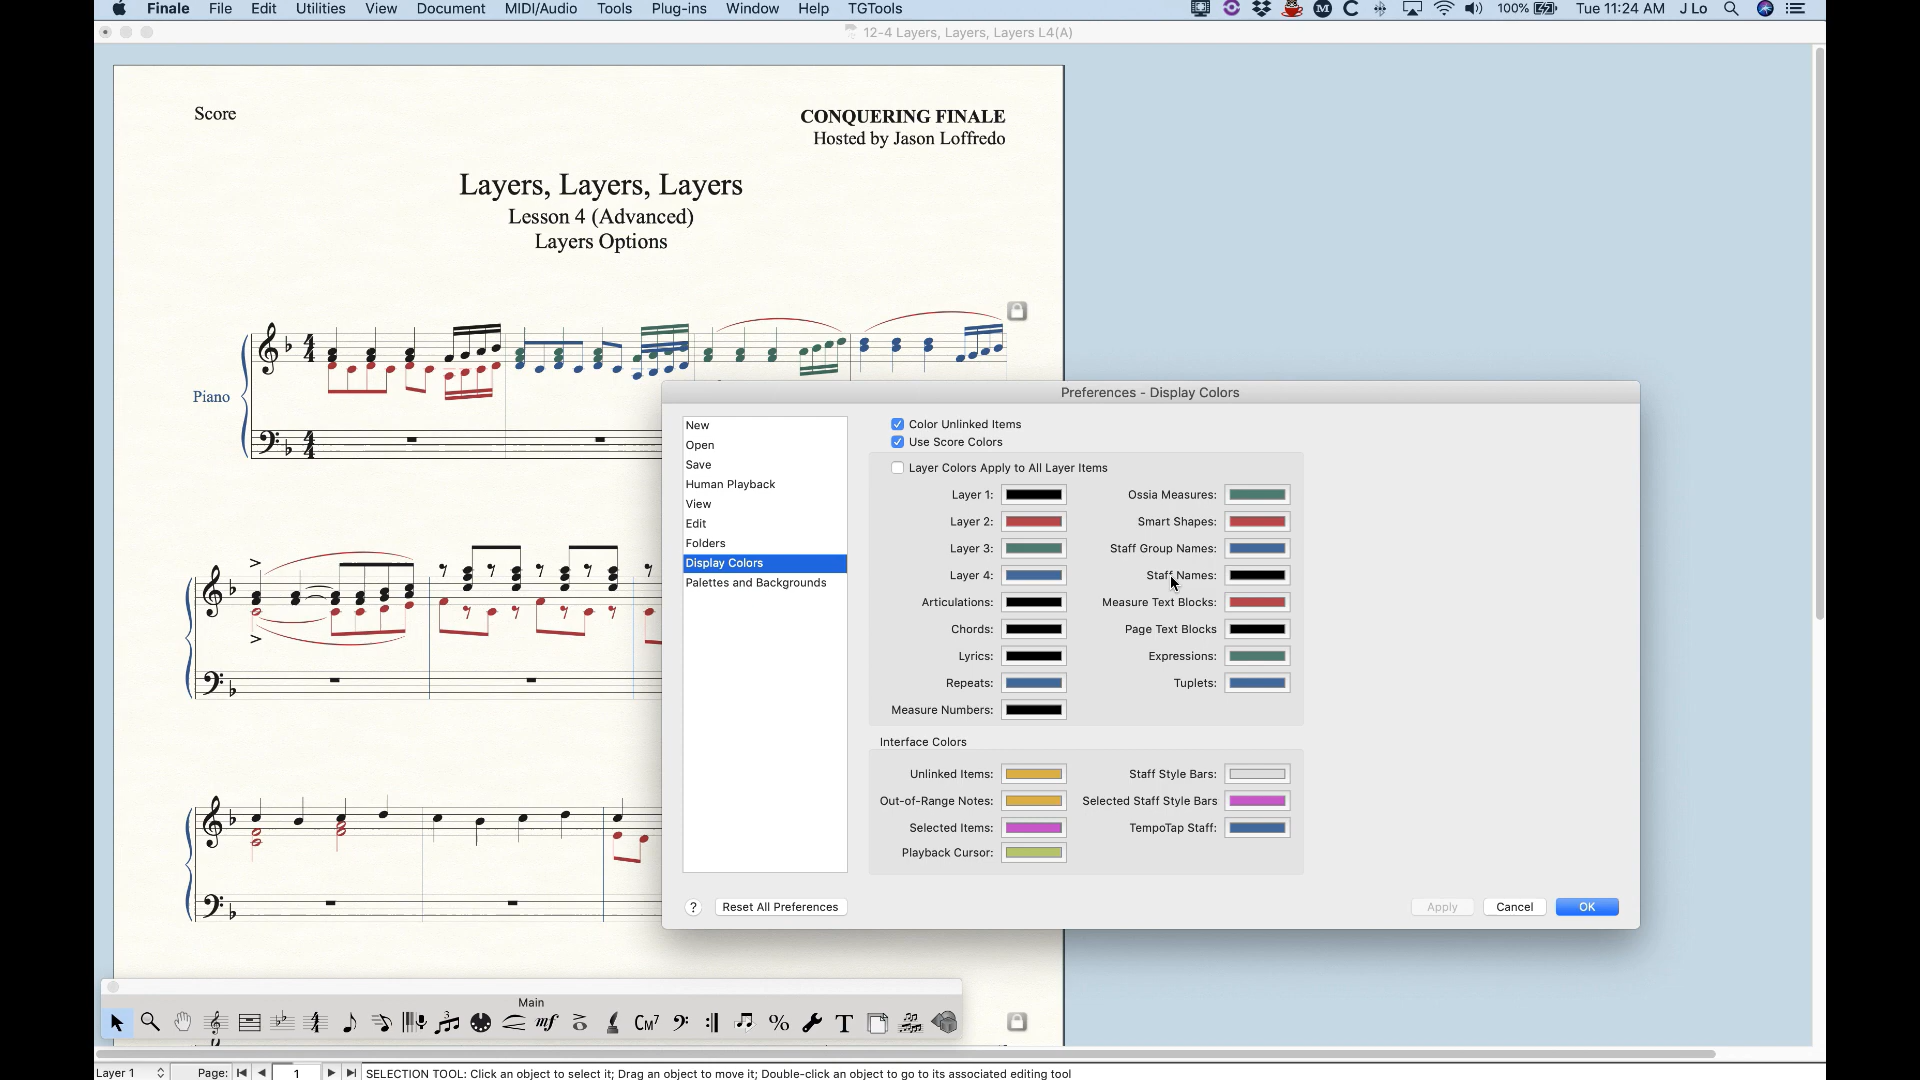 Finale File Edit Utilities View Document MIDI/Audio Tools Plug-ins Window Help TGTools 100% Tue 11:24 AM J Lo
12-4 Layers, Layers, Layers L4(A)
Score
CONQUERING FINALE
Hosted by Jason Loffredo
Layers, Layers, Layers
Lesson 4 (Advanced)
Layers Options
Piano
Preferences - Display Colors
New
Open
Save
Human Playback
View
Edit
Folders
Display Colors
Palettes and Backgrounds
Color Unlinked Items
Use Score Colors
Layer Colors Apply to All Layer Items
Layer 1: Ossia Measures:
Layer 2: Smart Shapes:
Layer 3: Staff Group Names:
Layer 4: Staff Names:
Articulations: Measure Text Blocks:
Chords: Page Text Blocks
Lyrics: Expressions:
Repeats: Tuplets:
Measure Numbers:
Interface Colors
Unlinked Items: Staff Style Bars:
Out-of-Range Notes: Selected Staff Style Bars
Selected Items: TempoTap Staff:
Playback Cursor:
? Reset All Preferences Apply Cancel OK
Main
mf CM7 % T
Layer 1 Page: 1 SELECTION TOOL: Click an object to select it; Drag an object to move it; Double-click an object to go to its associated editing tool